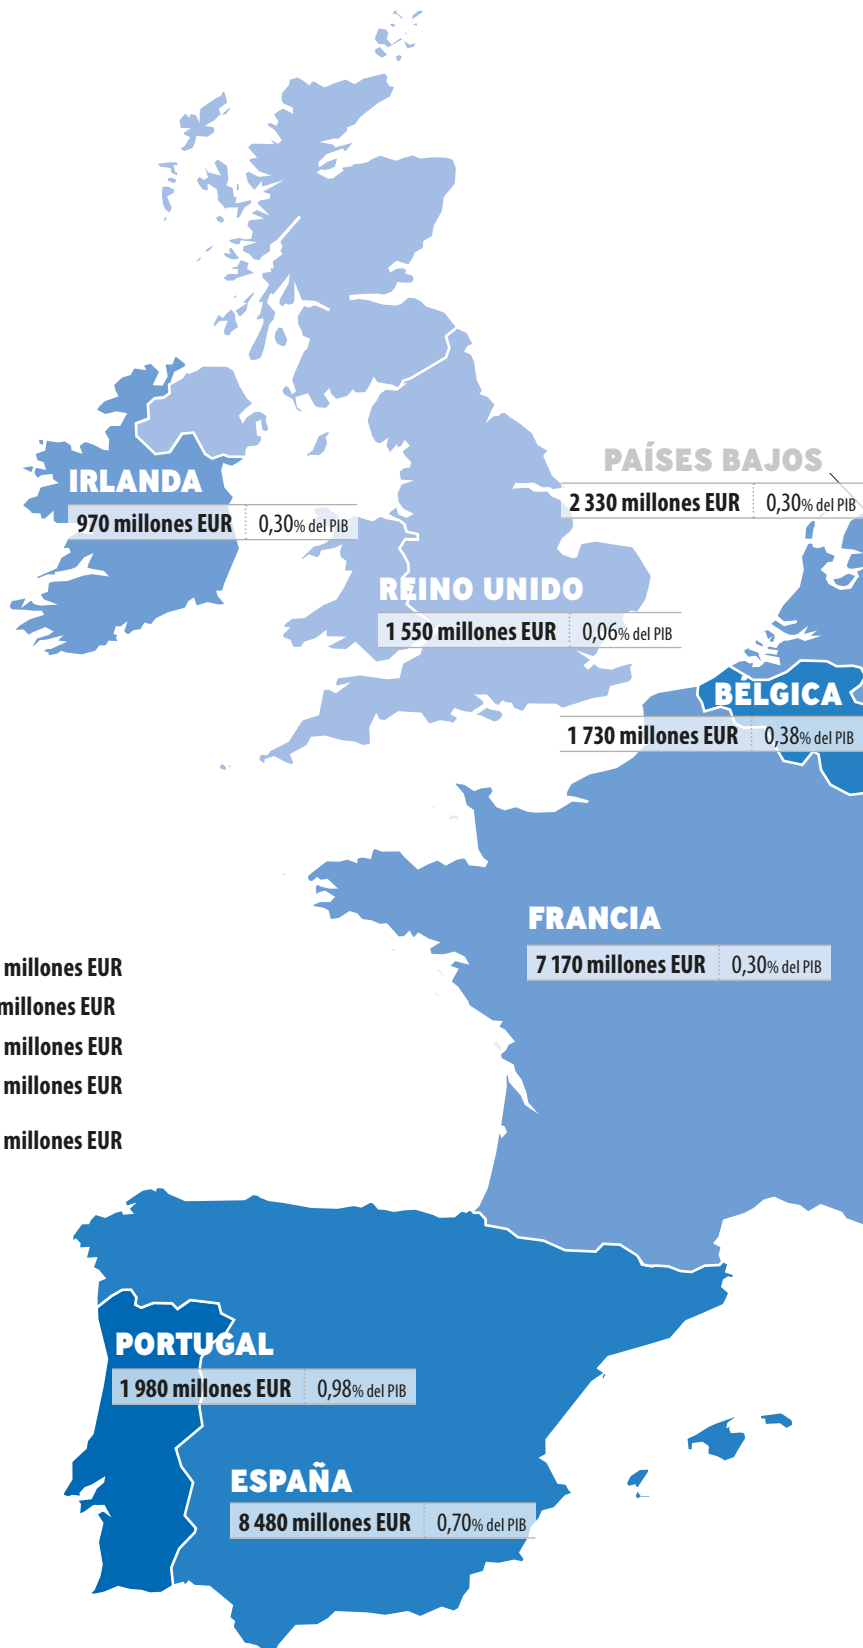 IRLANDA
970 millones EUR 0,30% del PIB
PAÍSES BAJOS
2 330 millones EUR 0,30% del PIB
REINO UNIDO
1 550 millones EUR 0,06% del PIB
BÉLGICA
1 730 millones EUR 0,38% del PIB
FRANCIA
7 170 millones EUR 0,30% del PIB
millones EUR
millones EUR
millones EUR
millones EUR
millones EUR
PORTUGAL
1 980 millones EUR 0,98% del PIB
ESPAÑA
8 480 millones EUR 0,70% del PIB